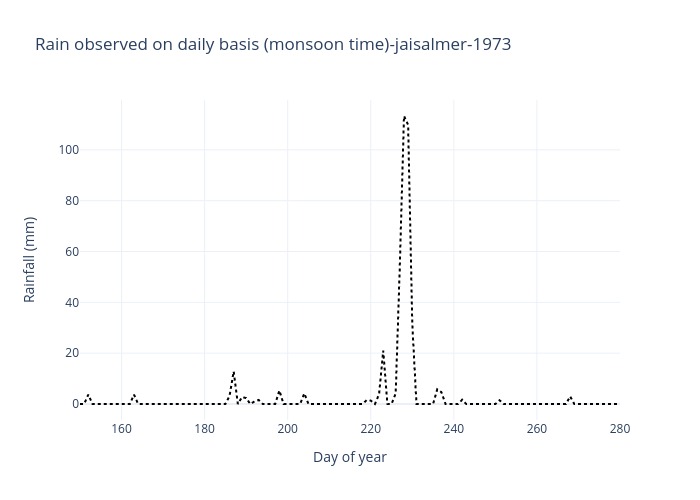 Rain observed on daily basis (monsoon time)-jaisalmer-1973
100
80
60
40
20
0
Rainfall (mm)
160 180 200 220 240 260 280
Day of year